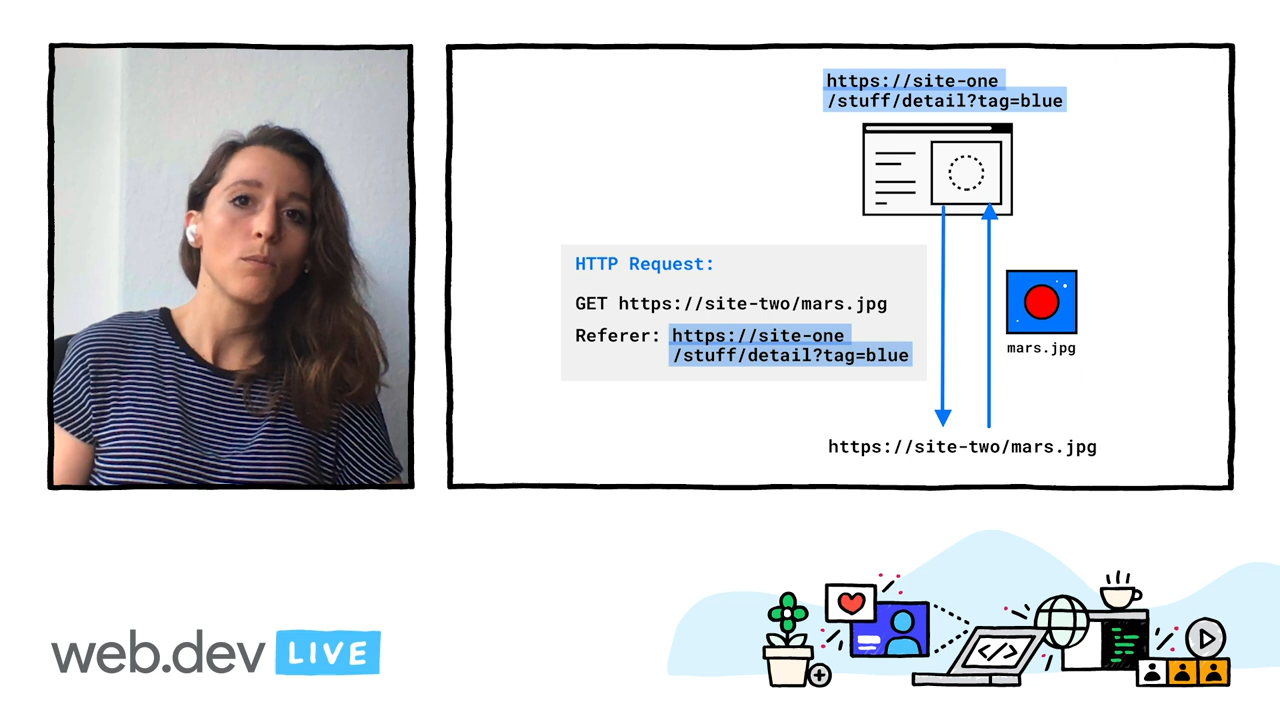 https://site-one
/stuff/detail?tag=blue
HTTP Request:
GET https://site-two/mars.jpg
Referer: https://site-one
/stuff/detail?tag=blue
mars.jpg
https://site-two/mars.jpg
web.dev LIVE
</>